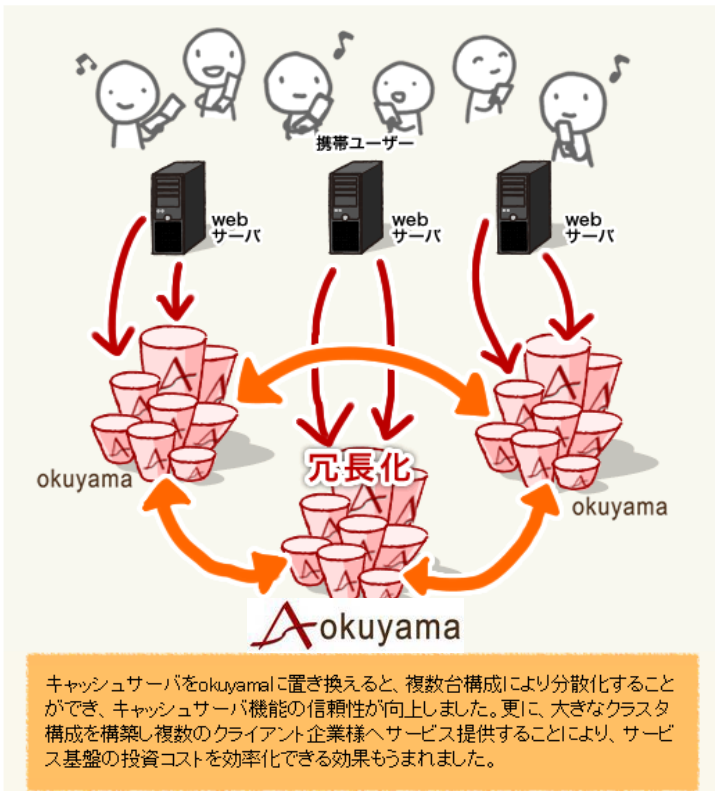 携帯ユーザー
web
サーバ
web
サーバ
web
サーバ
冗長化
okuyama
okuyama
okuyama
キャッシュサーバをokuyamaに置き換えると、複数台構成により分散化すること
ができ、キャッシュサーバ機能の信頼性が向上しました。更に、大きなクラスタ
構成を構築し複数のクライアント企業様へサービス提供することにより、サービ
ス基盤の投資コストを効率化できる効果もうまれました。